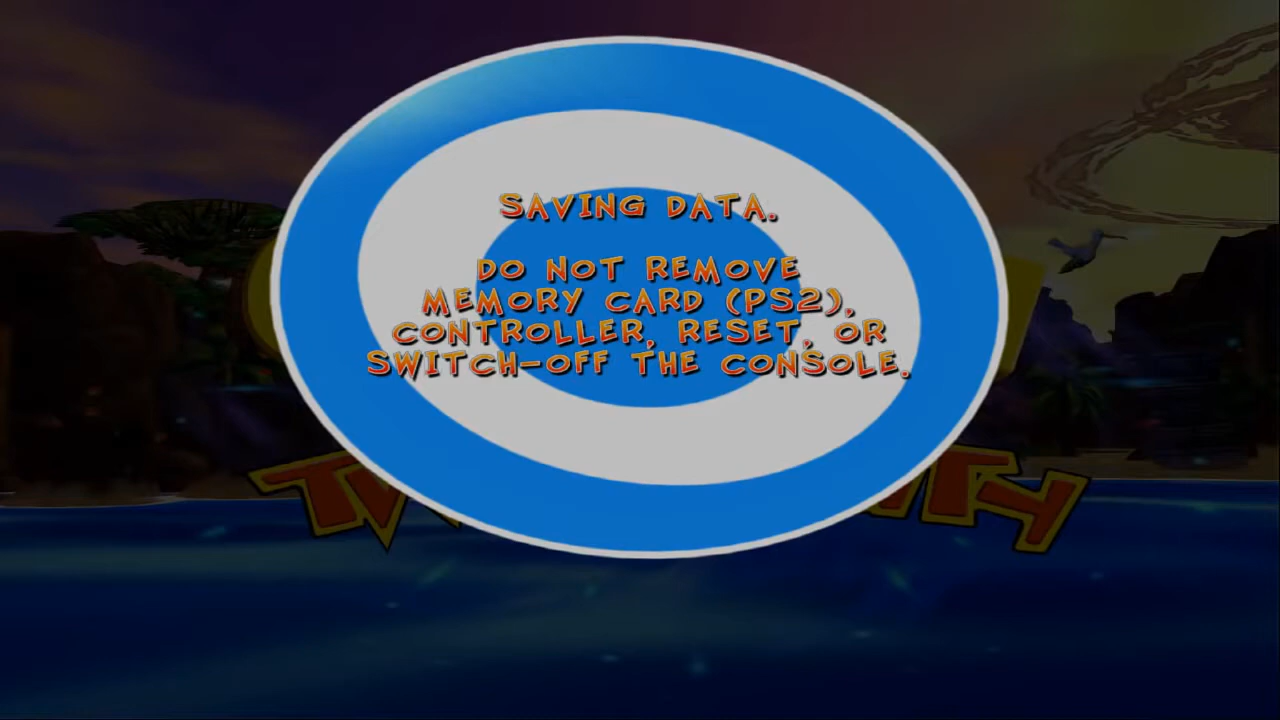 SAVING DATA.
DO NOT REMOVE
MEMORY CARD (PS2),
CONTROLLER, RESET, OR
SWITCH-OFF THE CONSOLE.